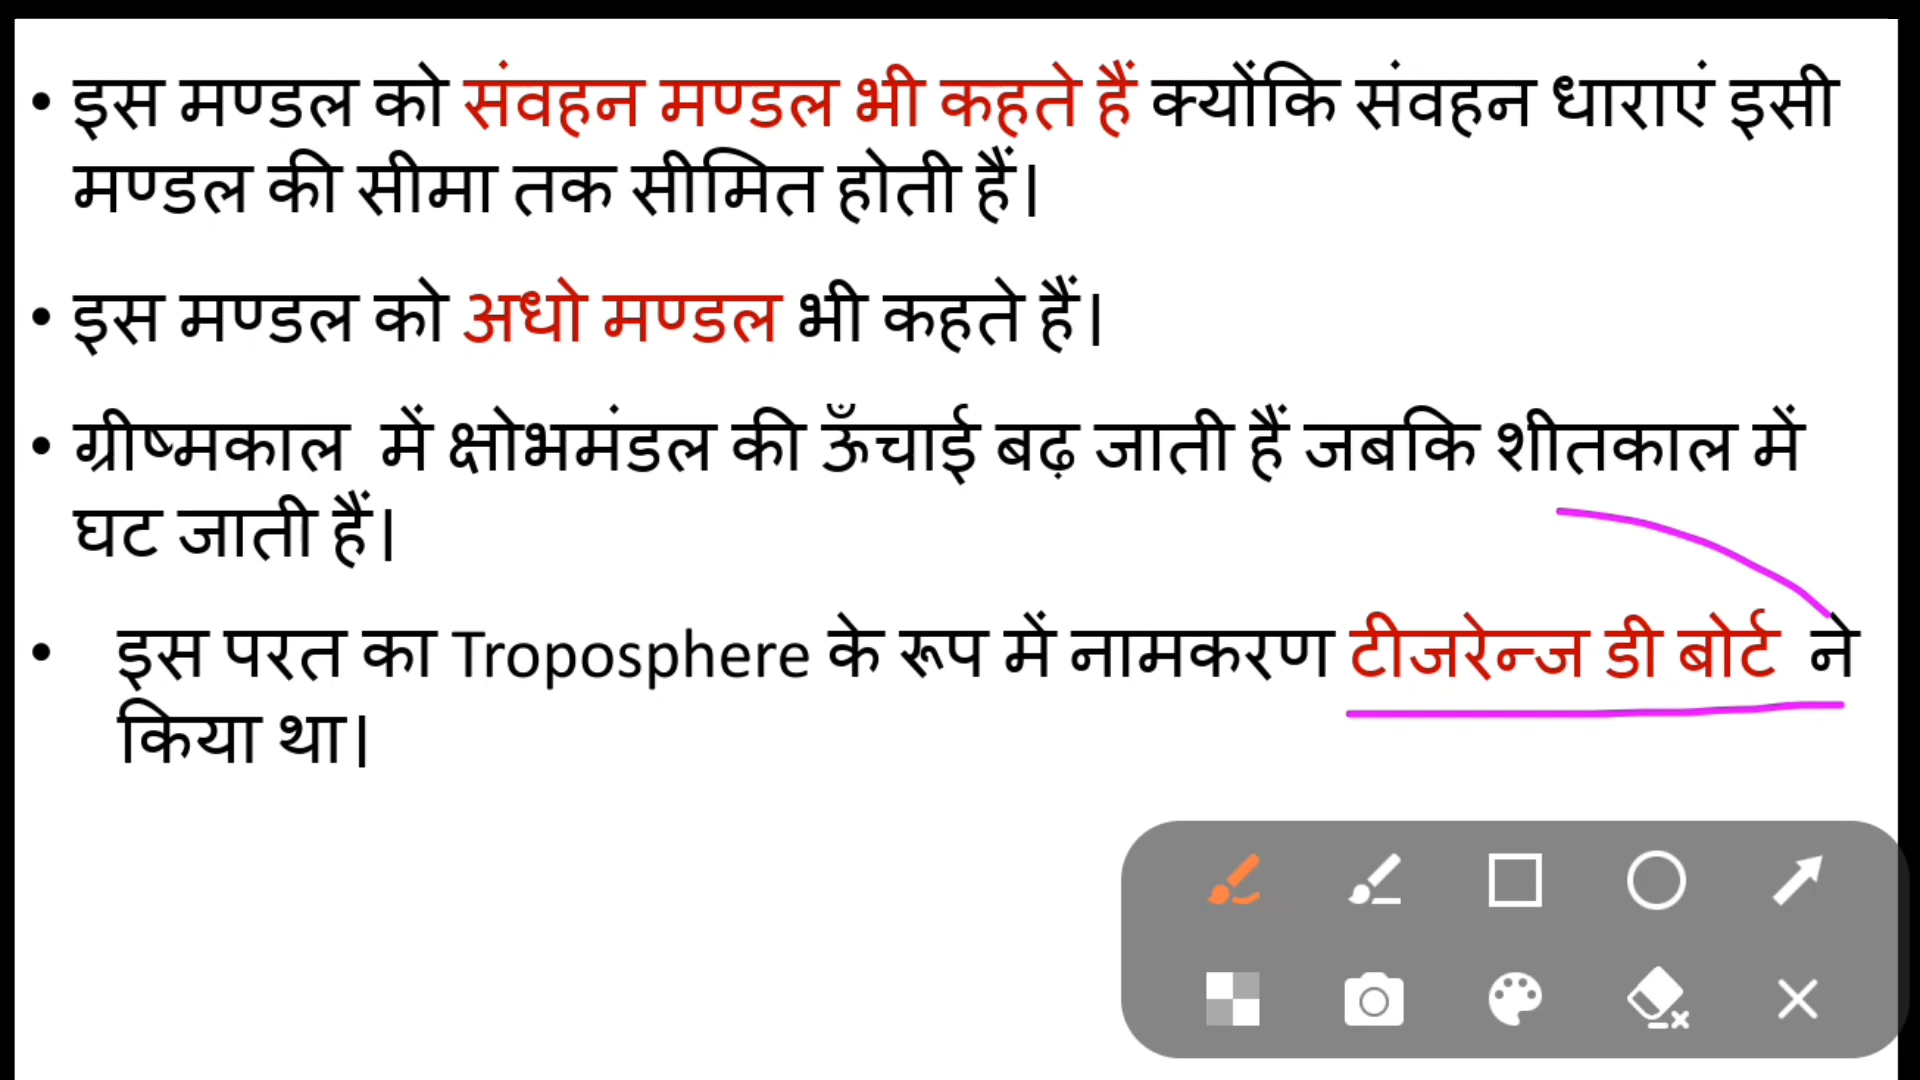 • इस मण्डल को संवहन मण्डल भी कहते हैं क्योंकि संवहन धाराएं इसी
मण्डल की सीमा तक सीमित होती हैं।
• इस मण्डल को अधो मण्डल भी कहते हैं।
• ग्रीष्मकाल में क्षोभमंडल की ऊँचाई बढ़ जाती हैं जबकि शीतकाल में
घट जाती हैं।
• इस परत का Troposphere के रूप में नामकरण टीजरेन्ज डी बोर्ट ने
किया था।